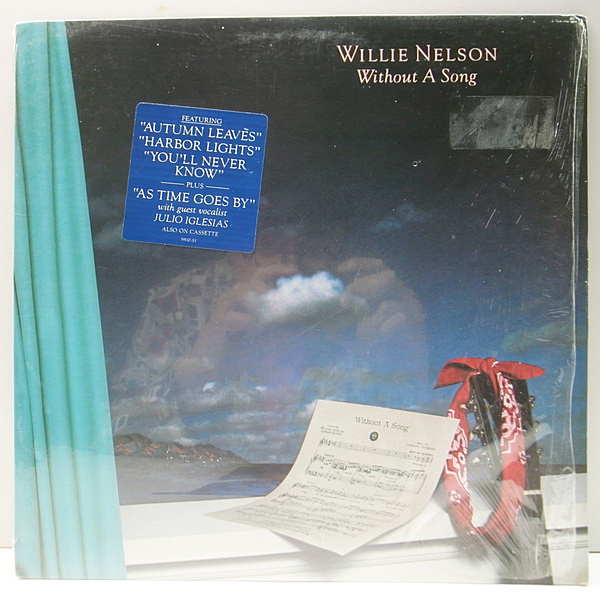 WILLIE NELSON
Without A Song
FEATURING
"AUTUMN LEAVES"
"HARBOR LIGHTS"
"YOU'LL NEVER
KNOW"
PLUS
"AS TIME GOES BY"
with guest vocalist
JULIO IGLESIAS
ALSO ON CASSETTE
Without A Song